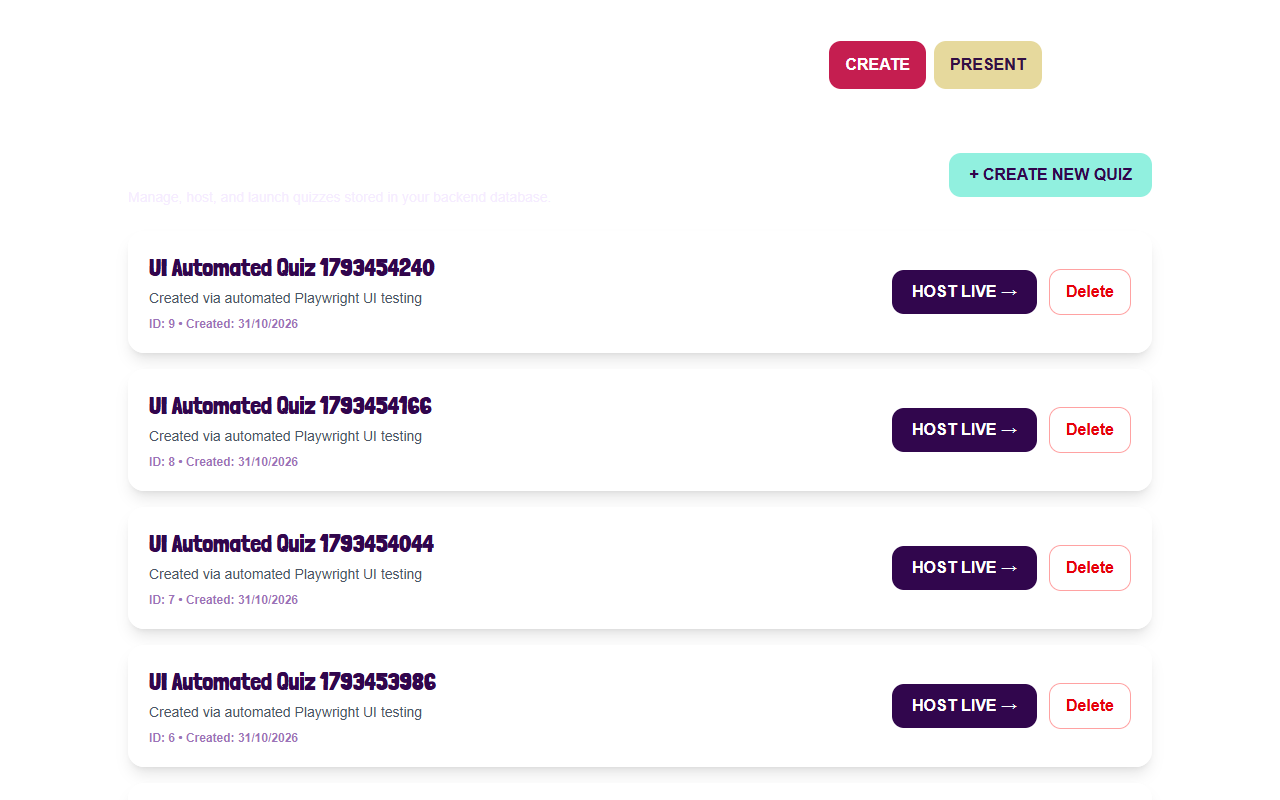 CREATE PRESENT
+ CREATE NEW QUIZ
Manage, host, and launch quizzes stored in your backend database.
UI Automated Quiz 1793454240
Created via automated Playwright UI testing
ID: 9 • Created: 31/10/2026
HOST LIVE → Delete
UI Automated Quiz 1793454166
Created via automated Playwright UI testing
ID: 8 • Created: 31/10/2026
HOST LIVE → Delete
UI Automated Quiz 1793454044
Created via automated Playwright UI testing
ID: 7 • Created: 31/10/2026
HOST LIVE → Delete
UI Automated Quiz 1793453986
Created via automated Playwright UI testing
ID: 6 • Created: 31/10/2026
HOST LIVE → Delete